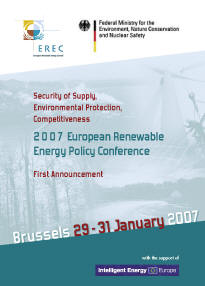 EREC
Federal Ministry for the
Environment, Nature Conservation
and Nuclear Safety
Security of Supply,
Environmental Protection,
Competitiveness
2007 European Renewable
Energy Policy Conference
First Announcement
Brussels 29 - 31 January 2007
with the support of
Intelligent Energy Europe